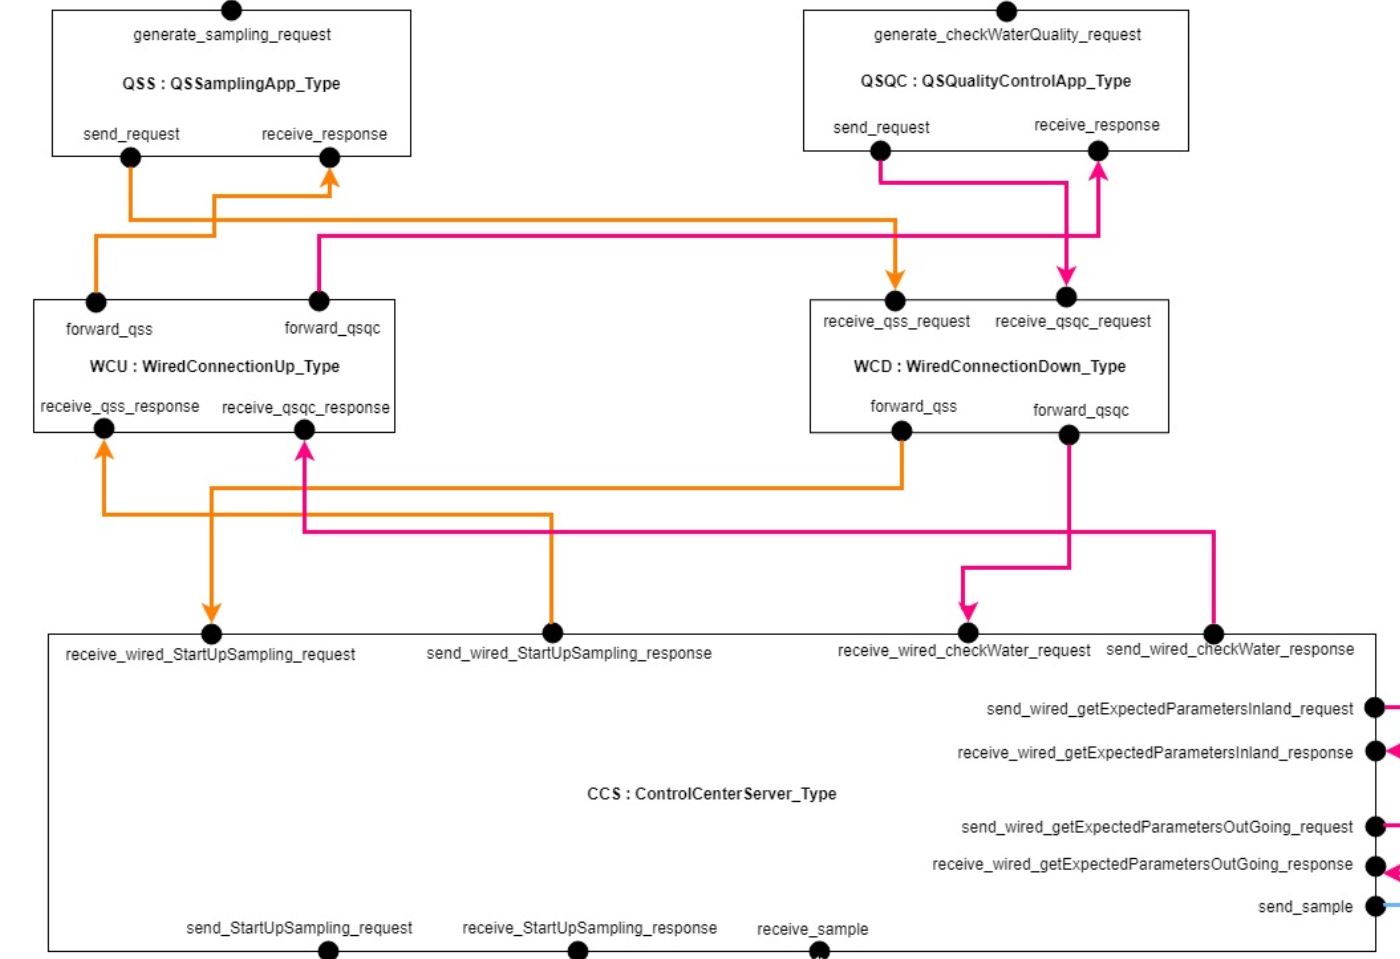 generate_sampling_request
QSS : QSSamplingApp_Type
send_request
receive_response
generate_checkWaterQuality_request
QSQC : QSQualityControlApp_Type
send_request
receive_response
forward_qss
forward_qsqc
WCU : WiredConnectionUp_Type
receive_qss_response
receive_qsqc_response
receive_qss_request
receive_qsqc_request
WCD : WiredConnectionDown_Type
forward_qss
forward_qsqc
receive_wired_StartUpSampling_request
send_wired_StartUpSampling_response
receive_wired_checkWater_request
send_wired_checkWater_response
send_wired_getExpectedParametersInland_request
receive_wired_getExpectedParametersInland_response
CCS : ControlCenterServer_Type
send_wired_getExpectedParametersOutGoing_request
receive_wired_getExpectedParametersOutGoing_response
send_sample
send_StartUpSampling_request
receive_StartUpSampling_response
receive_sample